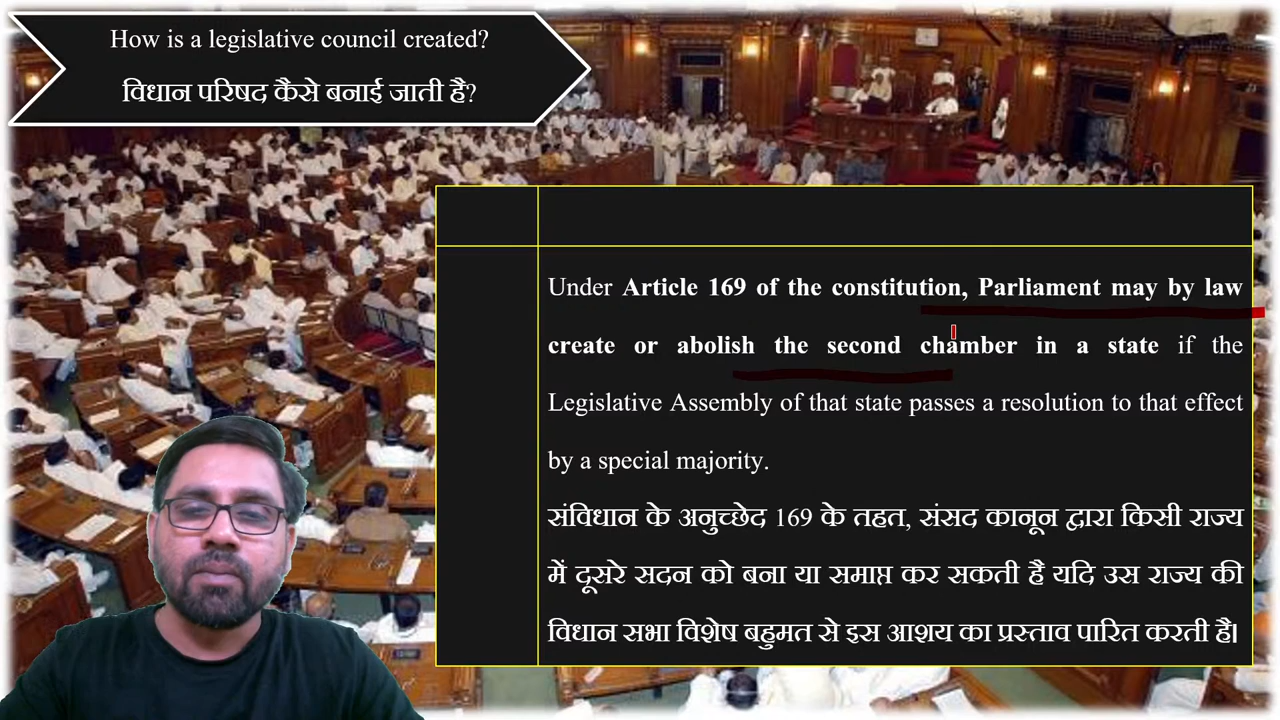 How is a legislative council created?
विधान परिषद कैसे बनाई जाती है?
Under Article 169 of the constitution, Parliament may by law
create or abolish the second chamber in a state if the
Legislative Assembly of that state passes a resolution to that effect
by a special majority.
संविधान के अनुच्छेद 169 के तहत, संसद कानून द्वारा किसी राज्य
में दूसरे सदन को बना या समाप्त कर सकती है यदि उस राज्य की
विधान सभा विशेष बहुमत से इस आशय का प्रस्ताव पारित करती है।